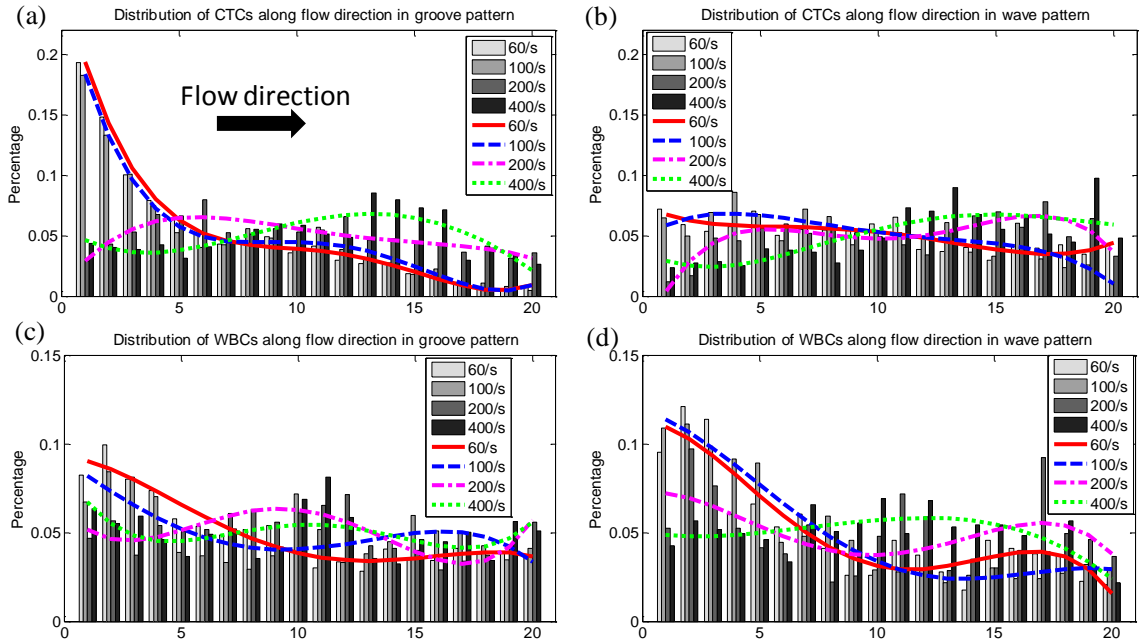 (a)
Distribution of CTCs along flow direction in groove pattern
Percentage
0.2
0.15
0.1
0.05
0
0 5 10 15 20
Flow direction
60/s
100/s
200/s
400/s
60/s
100/s
200/s
400/s
(b)
Distribution of CTCs along flow direction in wave pattern
Percentage
0.2
0.15
0.1
0.05
0
0 5 10 15 20
60/s
100/s
200/s
400/s
60/s
100/s
200/s
400/s
(c)
Distribution of WBCs along flow direction in groove pattern
Percentage
0.15
0.1
0.05
0
0 5 10 15 20
60/s
100/s
200/s
400/s
60/s
100/s
200/s
400/s
(d)
Distribution of WBCs along flow direction in wave pattern
Percentage
0.15
0.1
0.05
0
0 5 10 15 20
60/s
100/s
200/s
400/s
60/s
100/s
200/s
400/s